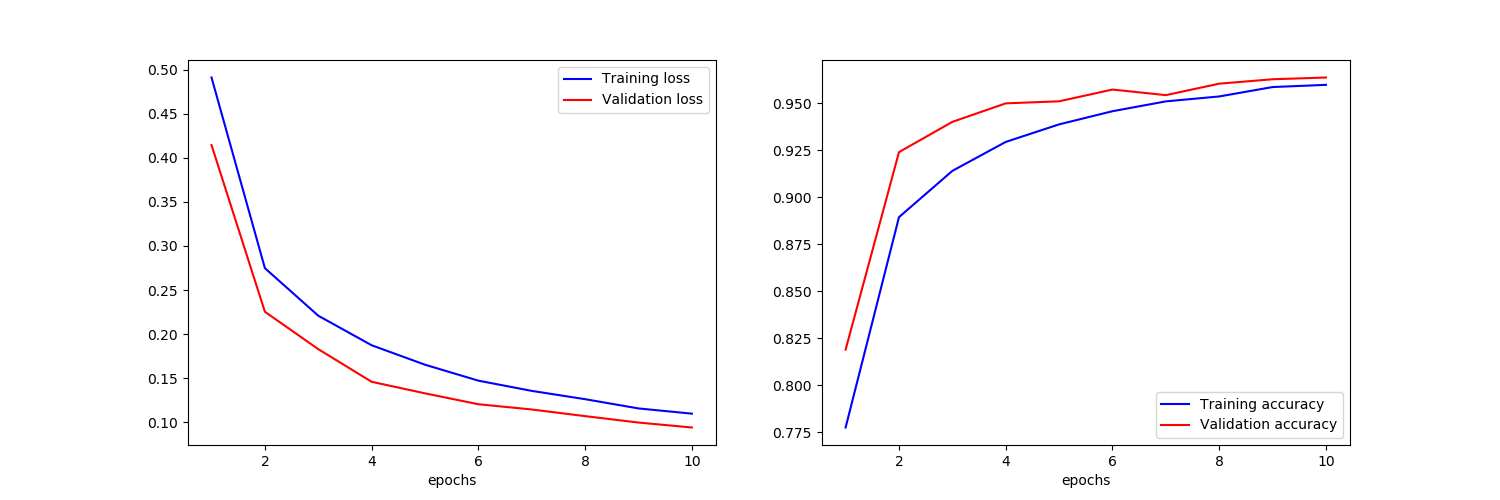 0.50
0.45
0.40
0.35
0.30
0.25
0.20
0.15
0.10
2 4 6 8 10
epochs
Training loss
Validation loss
0.950
0.925
0.900
0.875
0.850
0.825
0.800
0.775
2 4 6 8 10
epochs
Training accuracy
Validation accuracy